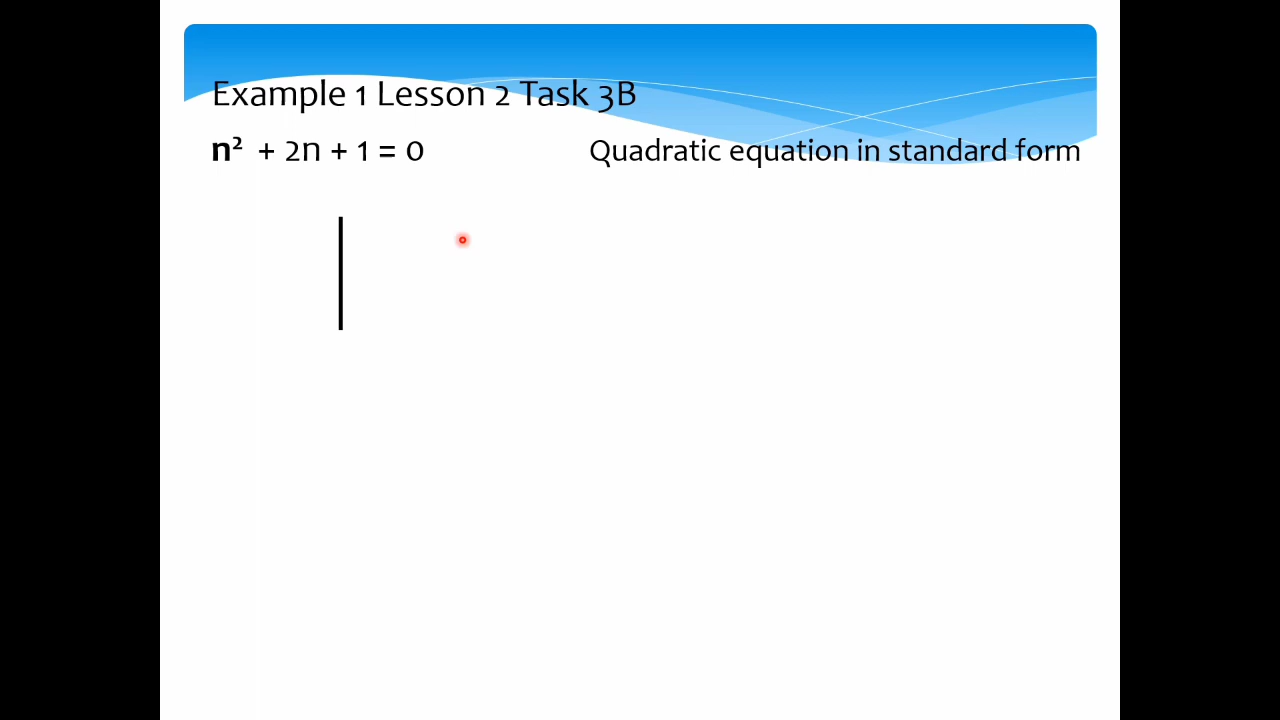 Example 1 Lesson 2 Task 3B
n² + 2n + 1 = 0 Quadratic equation in standard form